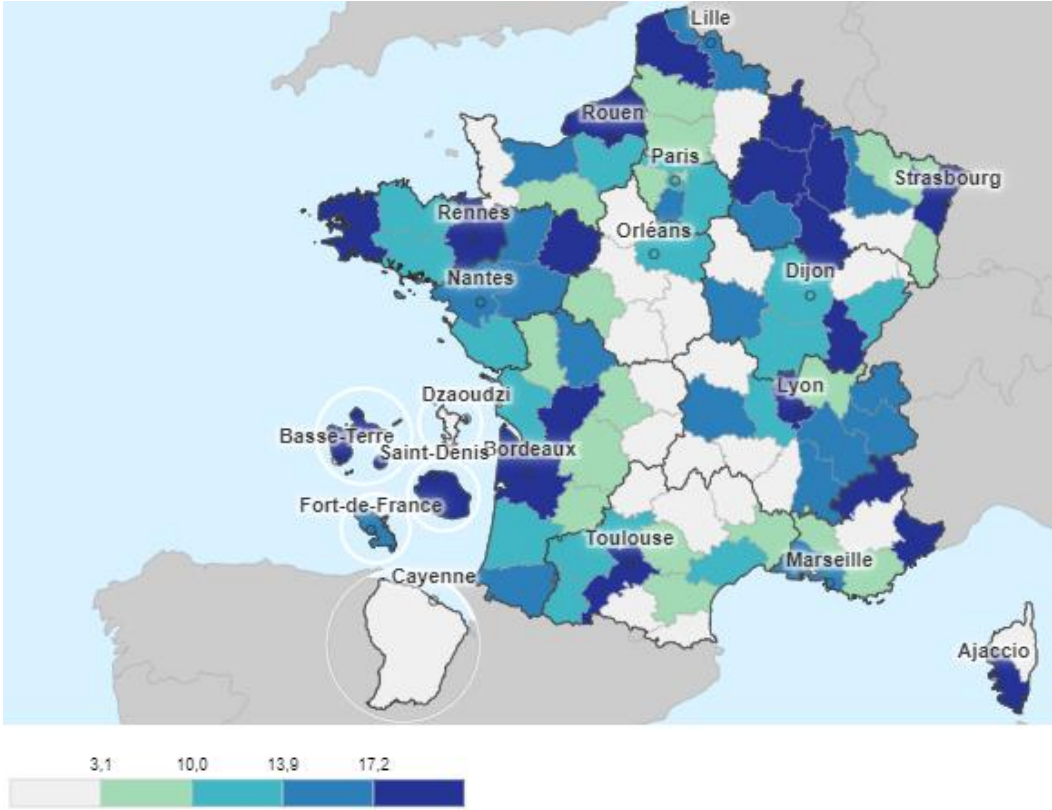 Lille
Rouen
Paris
Strasbourg
Rennes
Orléans
Nantes
Dijon
Lyon
Dzaoudzi
Basse-Terre
Saint-Denis
Bordeaux
Fort-de-France
Toulouse
Marseille
Cayenne
Ajaccio
3,1 10,0 13,9 17,2